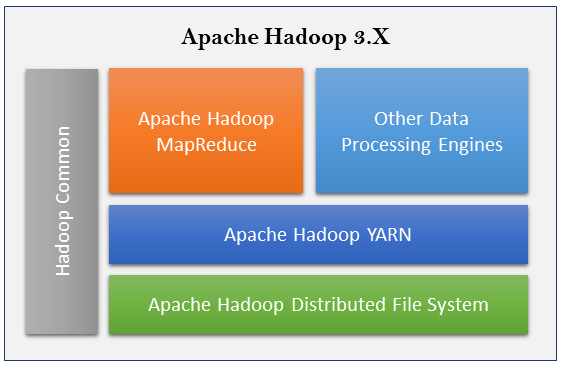 Apache Hadoop 3.X
Hadoop Common
Apache Hadoop
MapReduce
Other Data
Processing Engines
Apache Hadoop YARN
Apache Hadoop Distributed File System